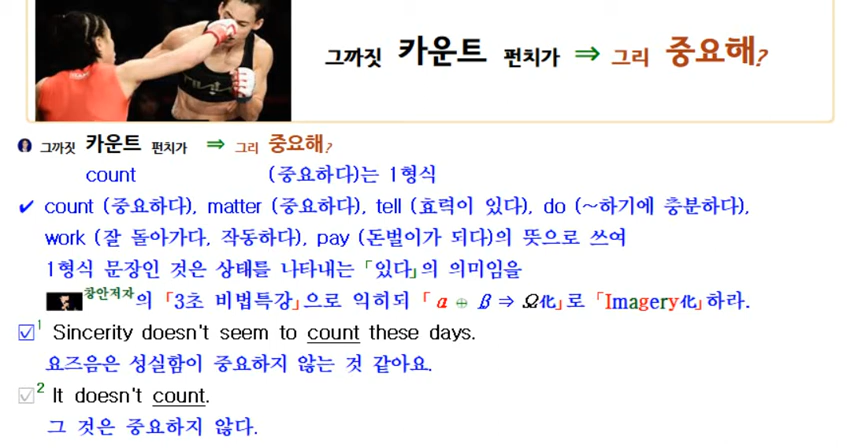 그까짓 카운트 펀치가 ⇒ 그리 중요해?
그까짓 카운트 펀치가 ⇒ 그리 중요해?
count (중요하다)는 1형식
✔ count (중요하다), matter (중요하다), tell (효력이 있다), do (~하기에 충분하다),
work (잘 돌아가다, 작동하다), pay (돈벌이가 되다)의 뜻으로 쓰여
1형식 문장인 것은 상태를 나타내는 「있다」의 의미임을
창안저자의 「3초 비법특강」으로 익히되 「 α ⊕ β ⇒ Ω化」로 「Imagery化」하라.
☑1 Sincerity doesn't seem to count these days.
요즈음은 성실함이 중요하지 않는 것 같아요.
☑2 It doesn't count.
그 것은 중요하지 않다.